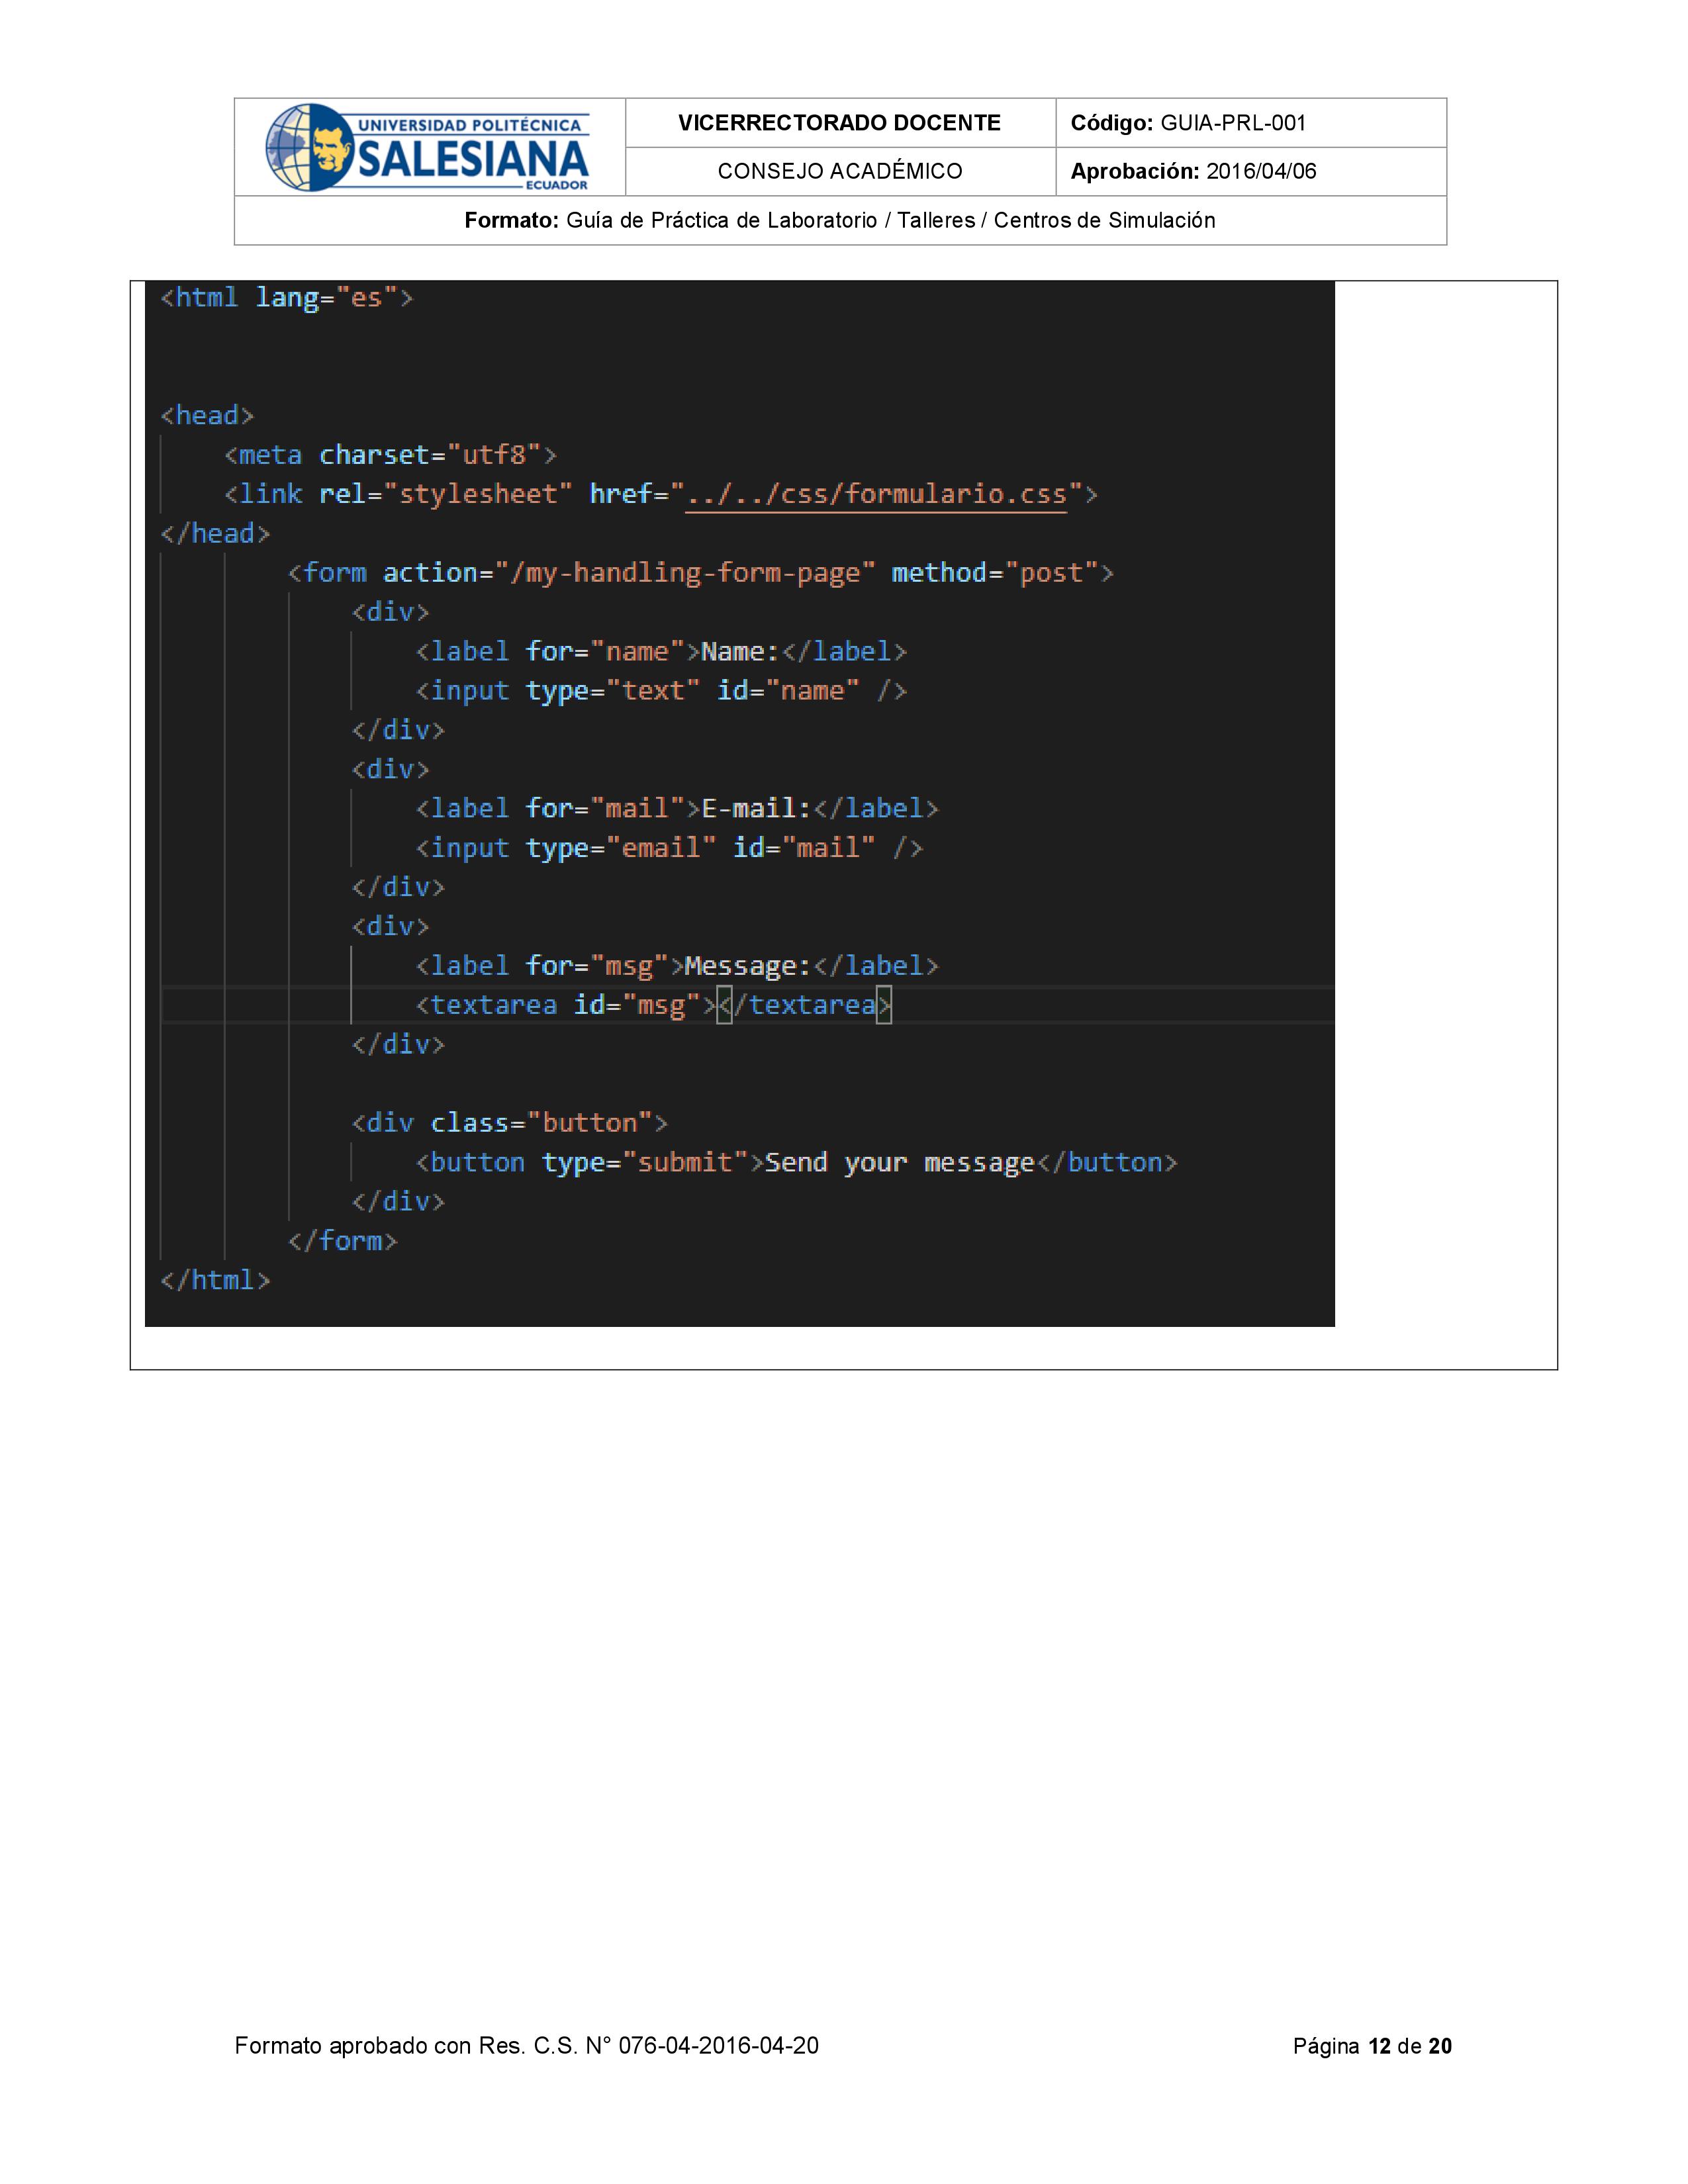 UNIVERSIDAD POLITÉCNICA
SALESIANA
ECUADOR
VICERRECTORADO DOCENTE
Código: GUIA-PRL-001
CONSEJO ACADÉMICO
Aprobación: 2016/04/06
Formato: Guía de Práctica de Laboratorio / Talleres / Centros de Simulación
<html lang="es">
<head>
<meta charset="utf8">
<link rel="stylesheet" href="../../css/formulario.css">
</head>
<form action="/my-handling-form-page" method="post">
<div>
<label for="name">Name:</label>
<input type="text" id="name" />
</div>
<div>
<label for="mail">E-mail:</label>
<input type="email" id="mail" />
</div>
<div>
<label for="msg">Message:</label>
<textarea id="msg"></textarea>
</div>
<div class="button">
<button type="submit">Send your message</button>
</div>
</form>
</html>
Formato aprobado con Res. C.S. N° 076-04-2016-04-20
Página 12 de 20